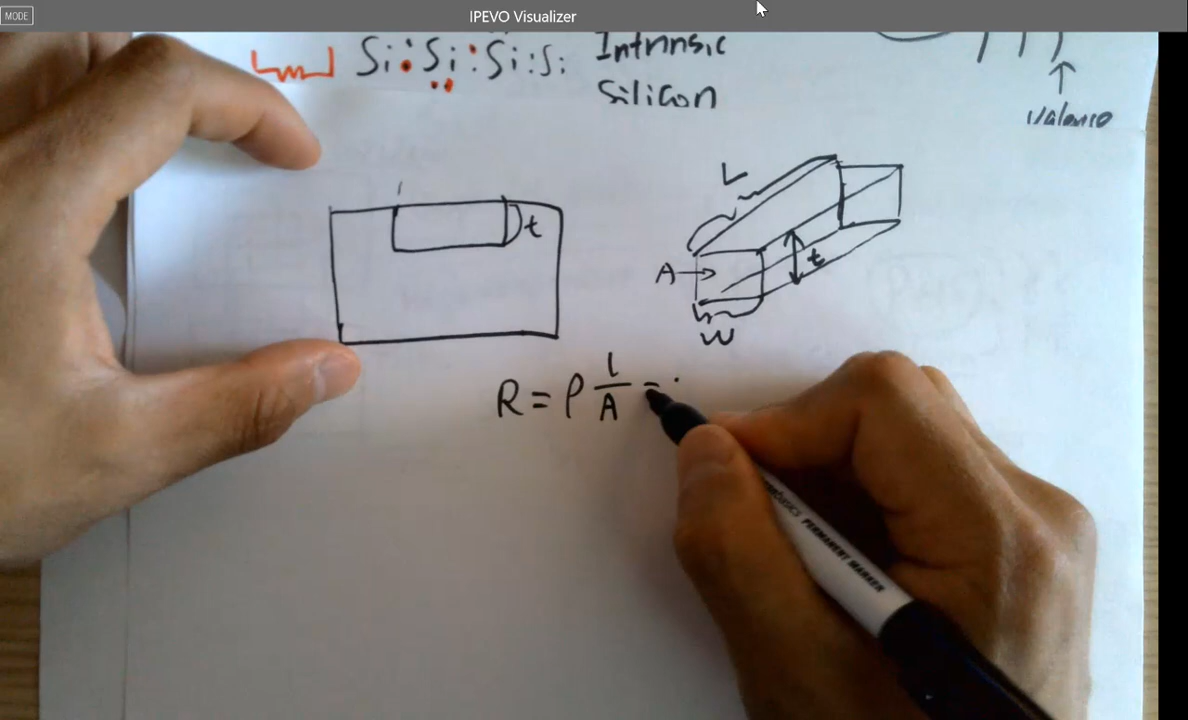 MODE
IPEVO Visualizer
Si : Si : Si : Si
Intrinsic
Silicon
Valence
L
t
A →
t
W
R = ρ l/A =
PERMANENT MARKER